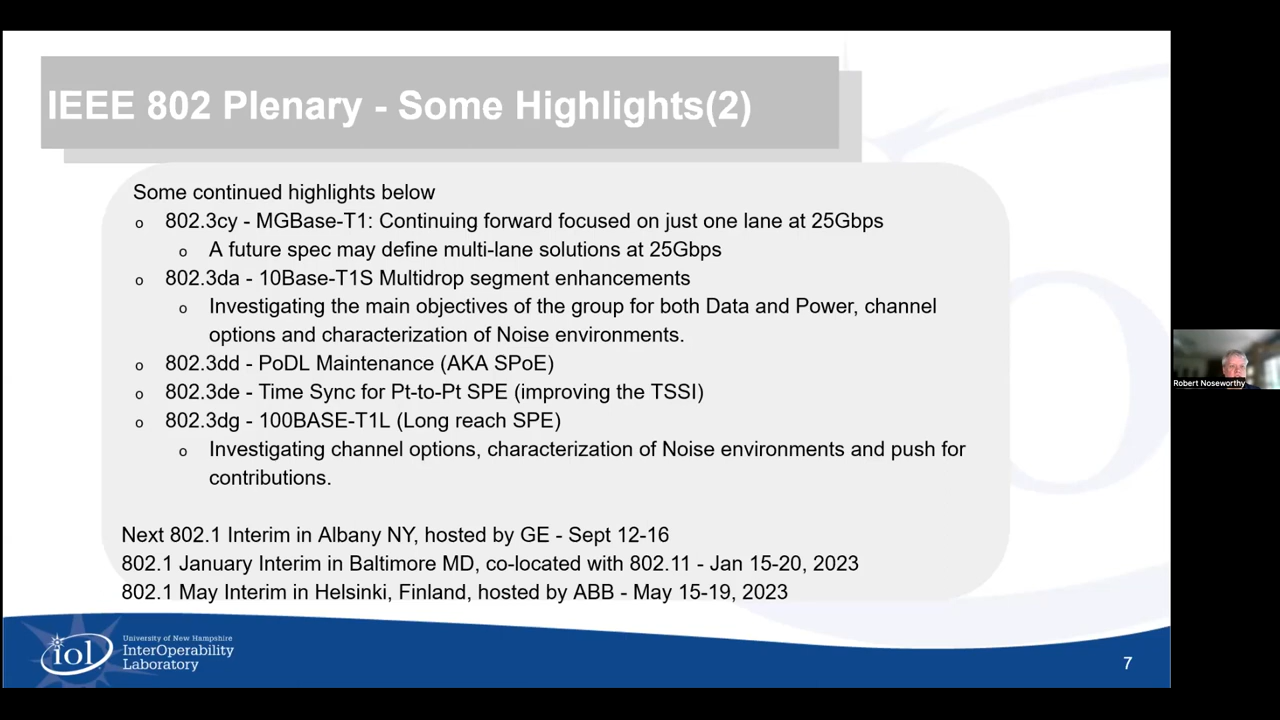 IEEE 802 Plenary - Some Highlights(2)
Some continued highlights below
o 802.3cy - MGBase-T1: Continuing forward focused on just one lane at 25Gbps
o A future spec may define multi-lane solutions at 25Gbps
o 802.3da - 10Base-T1S Multidrop segment enhancements
o Investigating the main objectives of the group for both Data and Power, channel
options and characterization of Noise environments.
o 802.3dd - PoDL Maintenance (AKA SPoE)
o 802.3de - Time Sync for Pt-to-Pt SPE (improving the TSSI)
o 802.3dg - 100BASE-T1L (Long reach SPE)
o Investigating channel options, characterization of Noise environments and push for
contributions.
Next 802.1 Interim in Albany NY, hosted by GE - Sept 12-16
802.1 January Interim in Baltimore MD, co-located with 802.11 - Jan 15-20, 2023
802.1 May Interim in Helsinki, Finland, hosted by ABB - May 15-19, 2023
iol
University of New Hampshire
InterOperability
Laboratory
7
Robert Noseworthy